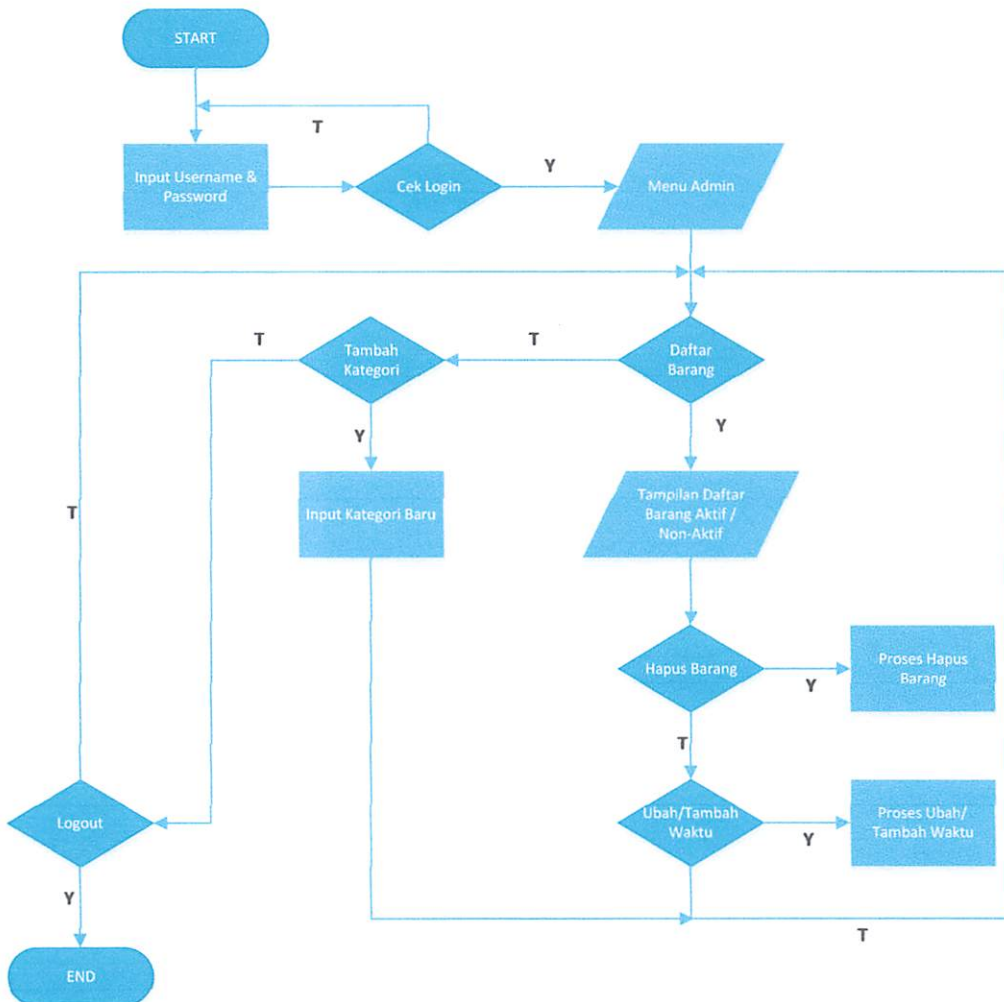 START
T
Input Username &
Password
Cek Login
Y
Menu Admin
T
Tambah
Kategori
T
Daftar
Barang
Y
Y
T
Input Kategori Baru
Tampilan Daftar
Barang Aktif /
Non-Aktif
Hapus Barang
Y
Proses Hapus
Barang
T
Logout
Ubah/Tambah
Waktu
Y
Proses Ubah/
Tambah Waktu
Y
T
END